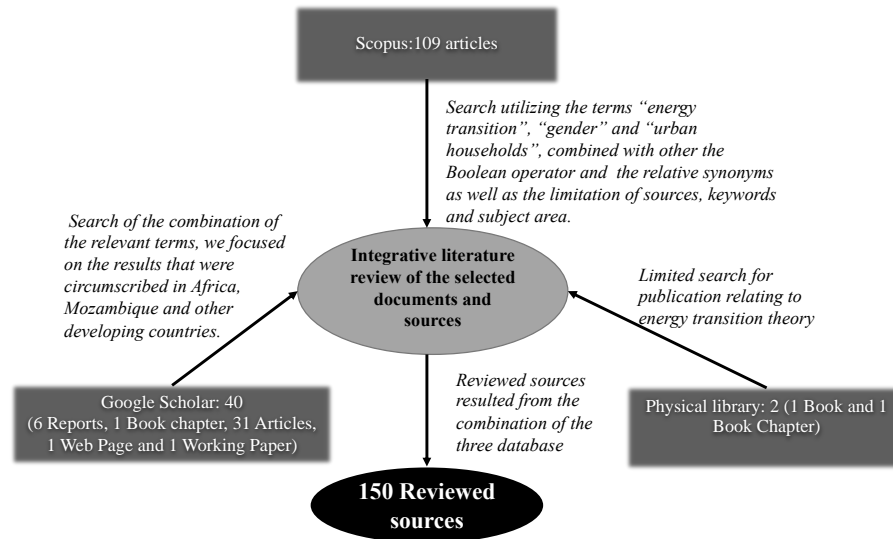 Scopus:109 articles
Search utilizing the terms “energy
transition”, “gender” and “urban
households”, combined with other the
Boolean operator and the relative synonyms
as well as the limitation of sources, keywords
and subject area.
Search of the combination of
the relevant terms, we focused
on the results that were
circumscribed in Africa,
Mozambique and other
developing countries.
Integrative literature
review of the selected
documents and
sources
Limited search for
publication relating to
energy transition theory
Google Scholar: 40
(6 Reports, 1 Book chapter, 31 Articles,
1 Web Page and 1 Working Paper)
Reviewed sources
resulted from the
combination of the
three database
Physical library: 2 (1 Book and 1
Book Chapter)
150 Reviewed
sources